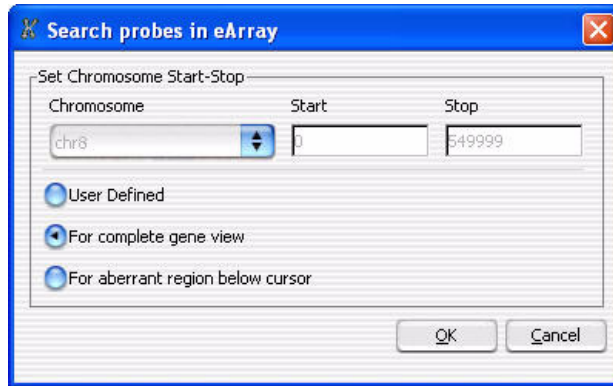 Search probes in eArray
Set Chromosome Start-Stop
Chromosome Start Stop
chr8 0 549999
User Defined
For complete gene view
For aberrant region below cursor
OK Cancel